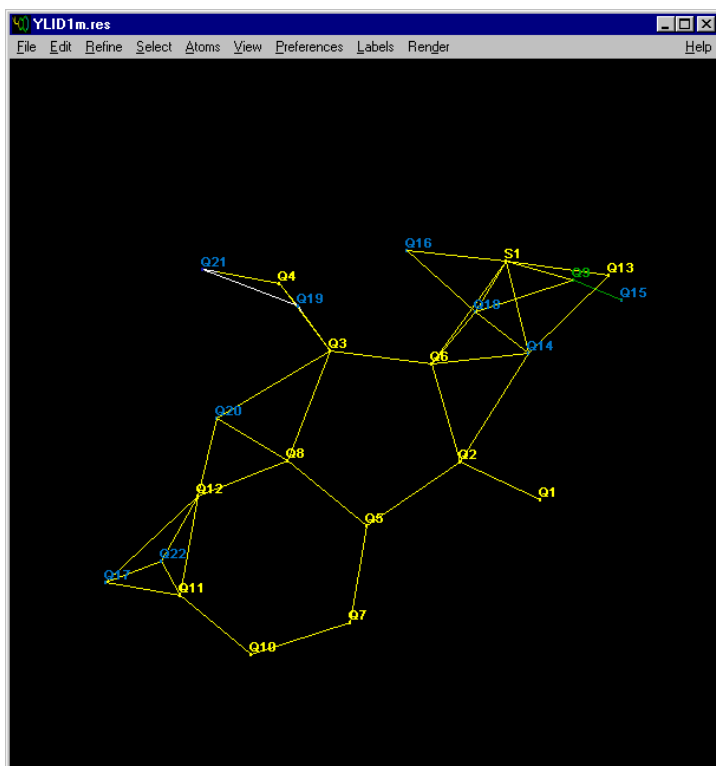 YLID1m.res
File Edit Refine Select Atoms View Preferences Labels Render Help
Q16 S1
Q21 Q4 Q9 Q13
Q19 Q18 Q15
Q3 Q6 Q14
Q20
Q8 Q2
Q12 Q1
Q5
Q22
Q17 Q11
Q7
Q10